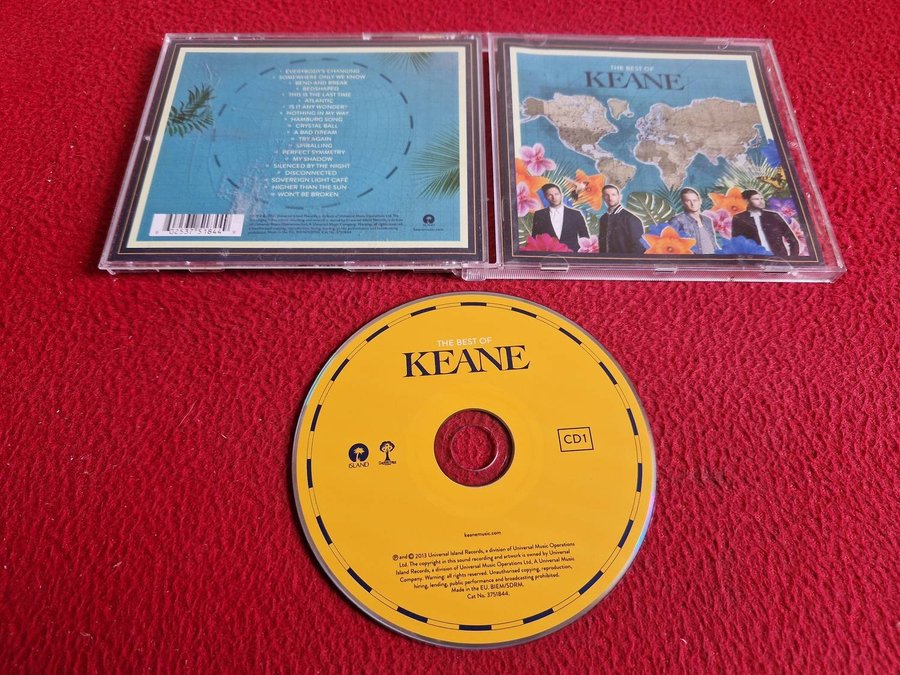 EVERYBODY'S CHANGING
SOMEWHERE ONLY WE KNOW
BEND AND BREAK
BEDSHAPED
THIS IS THE LAST TIME
ATLANTIC
IS IT ANY WONDER?
NOTHING IN MY WAY
HAMBURG SONG
CRYSTAL BALL
A BAD DREAM
TRY AGAIN
SPIRALLING
PERFECT SYMMETRY
MY SHADOW
SILENCED BY THE NIGHT
DISCONNECTED
SOVEREIGN LIGHT CAFÉ
HIGHER THAN THE SUN
WON'T BE BROKEN
02537 51844
ISLAND
keanemusic.com
THE BEST OF
KEANE
THE BEST OF
KEANE
ISLAND
CD1
keanemusic.com
℗ and © 2013 Universal Island Records, a division of Universal Music Operations
Ltd. The copyright in this sound recording and artwork is owned by Universal
Island Records, a division of Universal Music Operations Ltd, A Universal Music
Company. Warning: all rights reserved. Unauthorised copying, reproduction,
hiring, lending, public performance and broadcasting prohibited.
Made in the EU. BIEM/SDRM.
Cat No. 3751844.